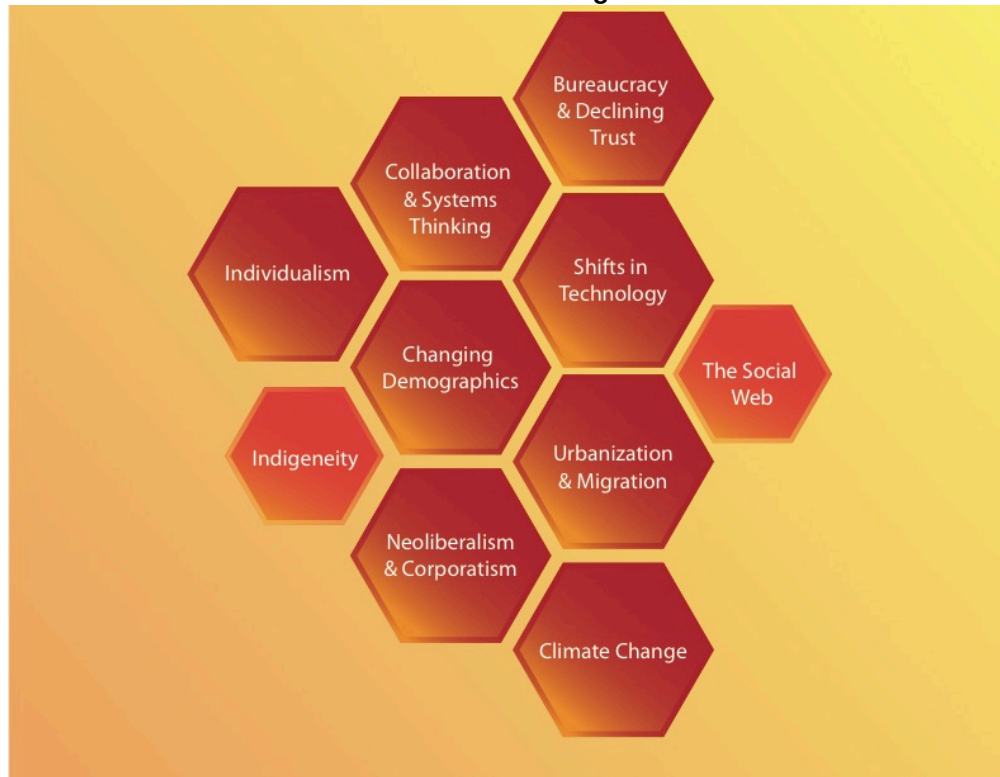 Bureaucracy
& Declining
Trust
Collaboration
& Systems
Thinking
Individualism
Shifts in
Technology
Changing
Demographics
The Social
Web
Indigeneity
Urbanization
& Migration
Neoliberalism
& Corporatism
Climate Change